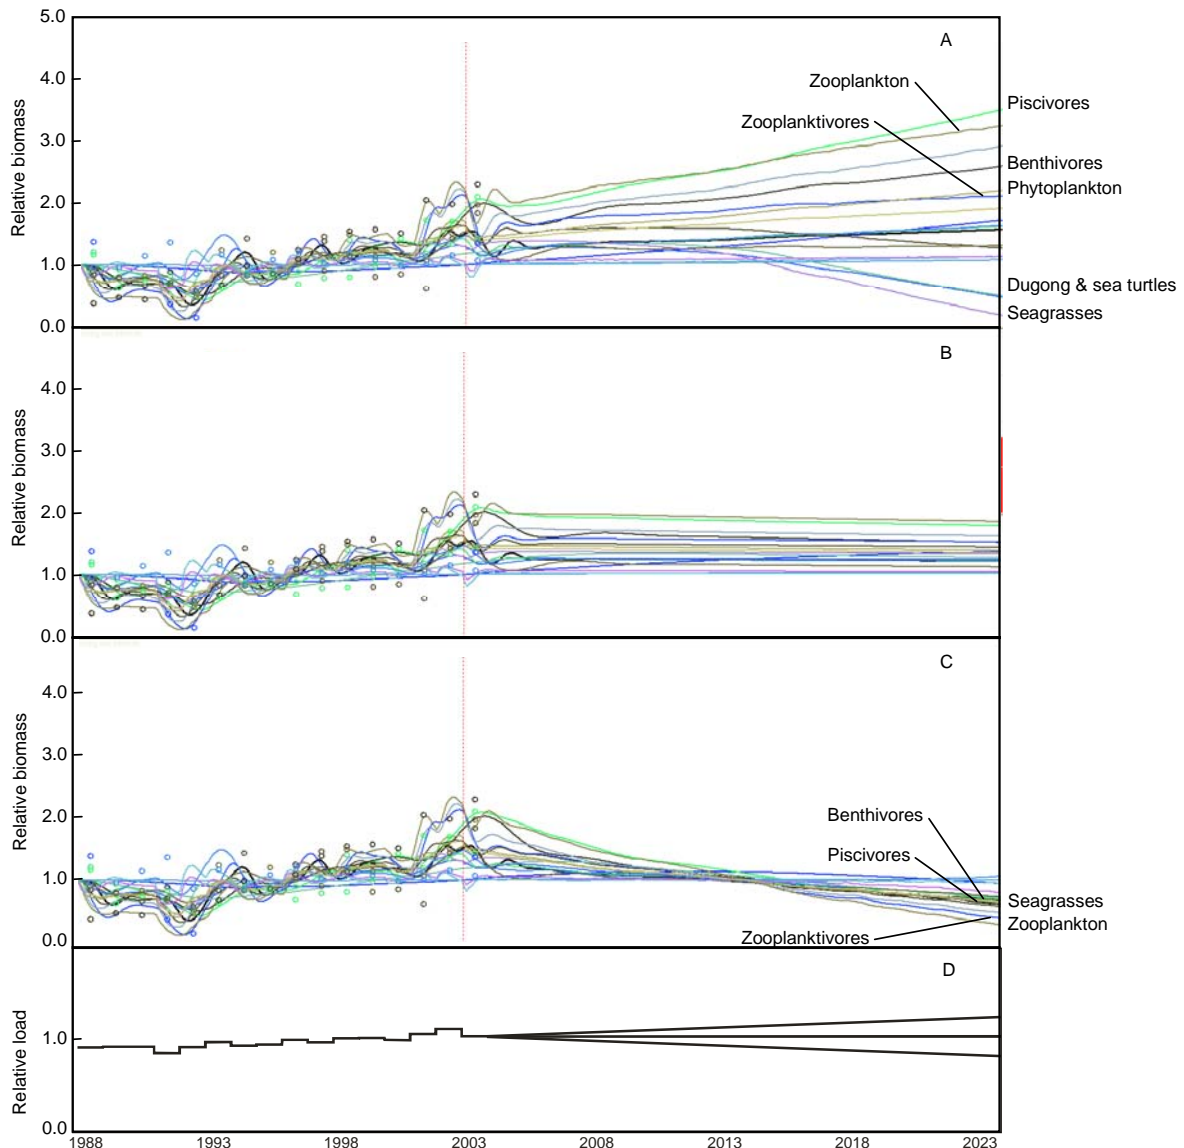 5.0
A
4.0
Zooplankton
Piscivores
Zooplanktivores
3.0
Benthivores
Phytoplankton
2.0
1.0
Dugong & sea turtles
Seagrasses
0.0
Relative biomass
B
4.0
3.0
2.0
1.0
0.0
Relative biomass
C
4.0
3.0
2.0
Benthivores
Piscivores
1.0
Seagrasses
Zooplankton
Zooplanktivores
0.0
Relative biomass
D
1.0
0.0
Relative load
1988 1993 1998 2003 2008 2013 2018 2023